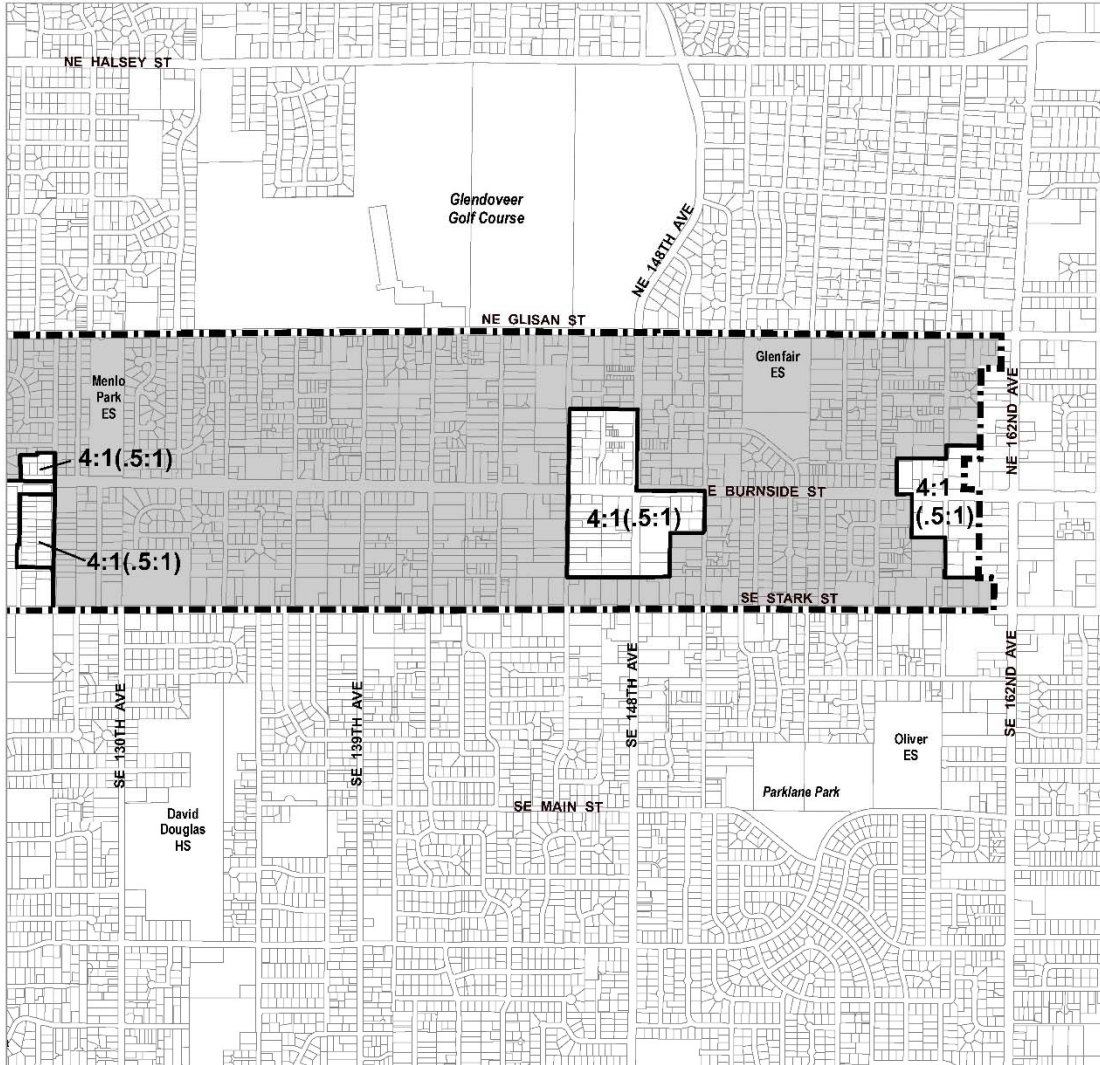 NE HALSEY ST
Glendoveer
Golf Course
NE 148TH AVE
NE GLISAN ST
Glenfair
ES
Menlo
Park
ES
NE 162ND AVE
4:1(.5:1)
E BURNSIDE ST
4:1
(.5:1)
4:1(.5:1)
4:1(.5:1)
SE STARK ST
SE 130TH AVE
SE 139TH AVE
SE 148TH AVE
SE 162ND AVE
Oliver
ES
Parklane Park
SE MAIN ST
David
Douglas
HS